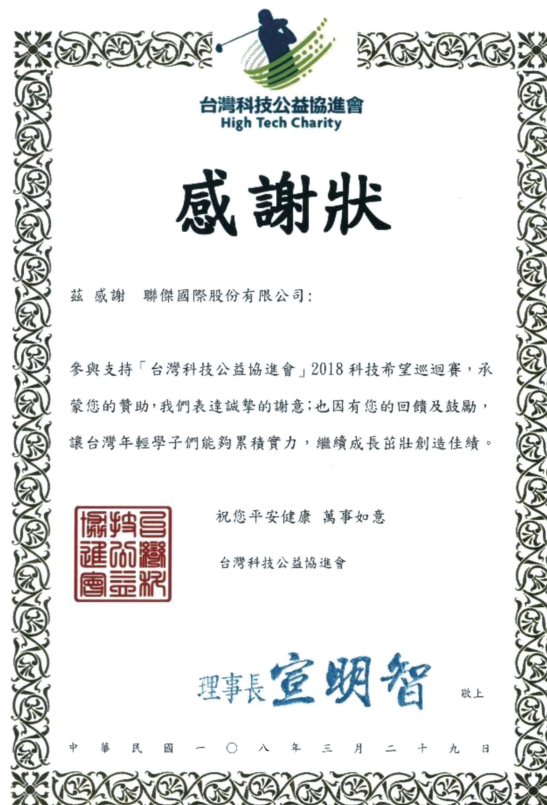 台灣科技公益協進會
High Tech Charity
感謝狀
茲 感謝 聯傑國際股份有限公司:
參與支持「台灣科技公益協進會」2018 科技希望巡迴賽,承
蒙您的贊助,我們表達誠摯的謝意;也因有您的回饋及鼓勵,
讓台灣年輕學子們能夠累積實力,繼續成長茁壯創造佳績。
祝您平安健康 萬事如意
台灣科技公益協進會
台灣科技公益協進會
理事長 宣明智 敬上
中華民國一〇八年三月二十九日